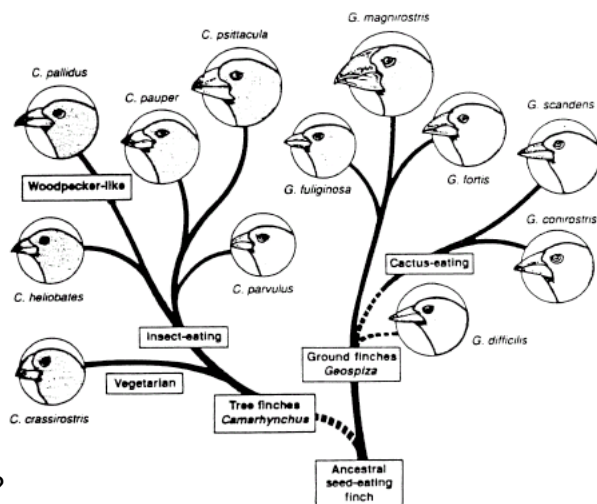 C. psittacula
G. magnirostris
C. pallidus
C. pauper
G. scandens
Woodpecker-like
G. fuliginosa
G. fortis
G. conirostris
Cactus-eating
C. heliobates
C. parvulus
Insect-eating
G. difficilis
Ground finches
Geospiza
Vegetarian
C. crassirostris
Tree finches
Camarhynchus
Ancestral
seed-eating
finch